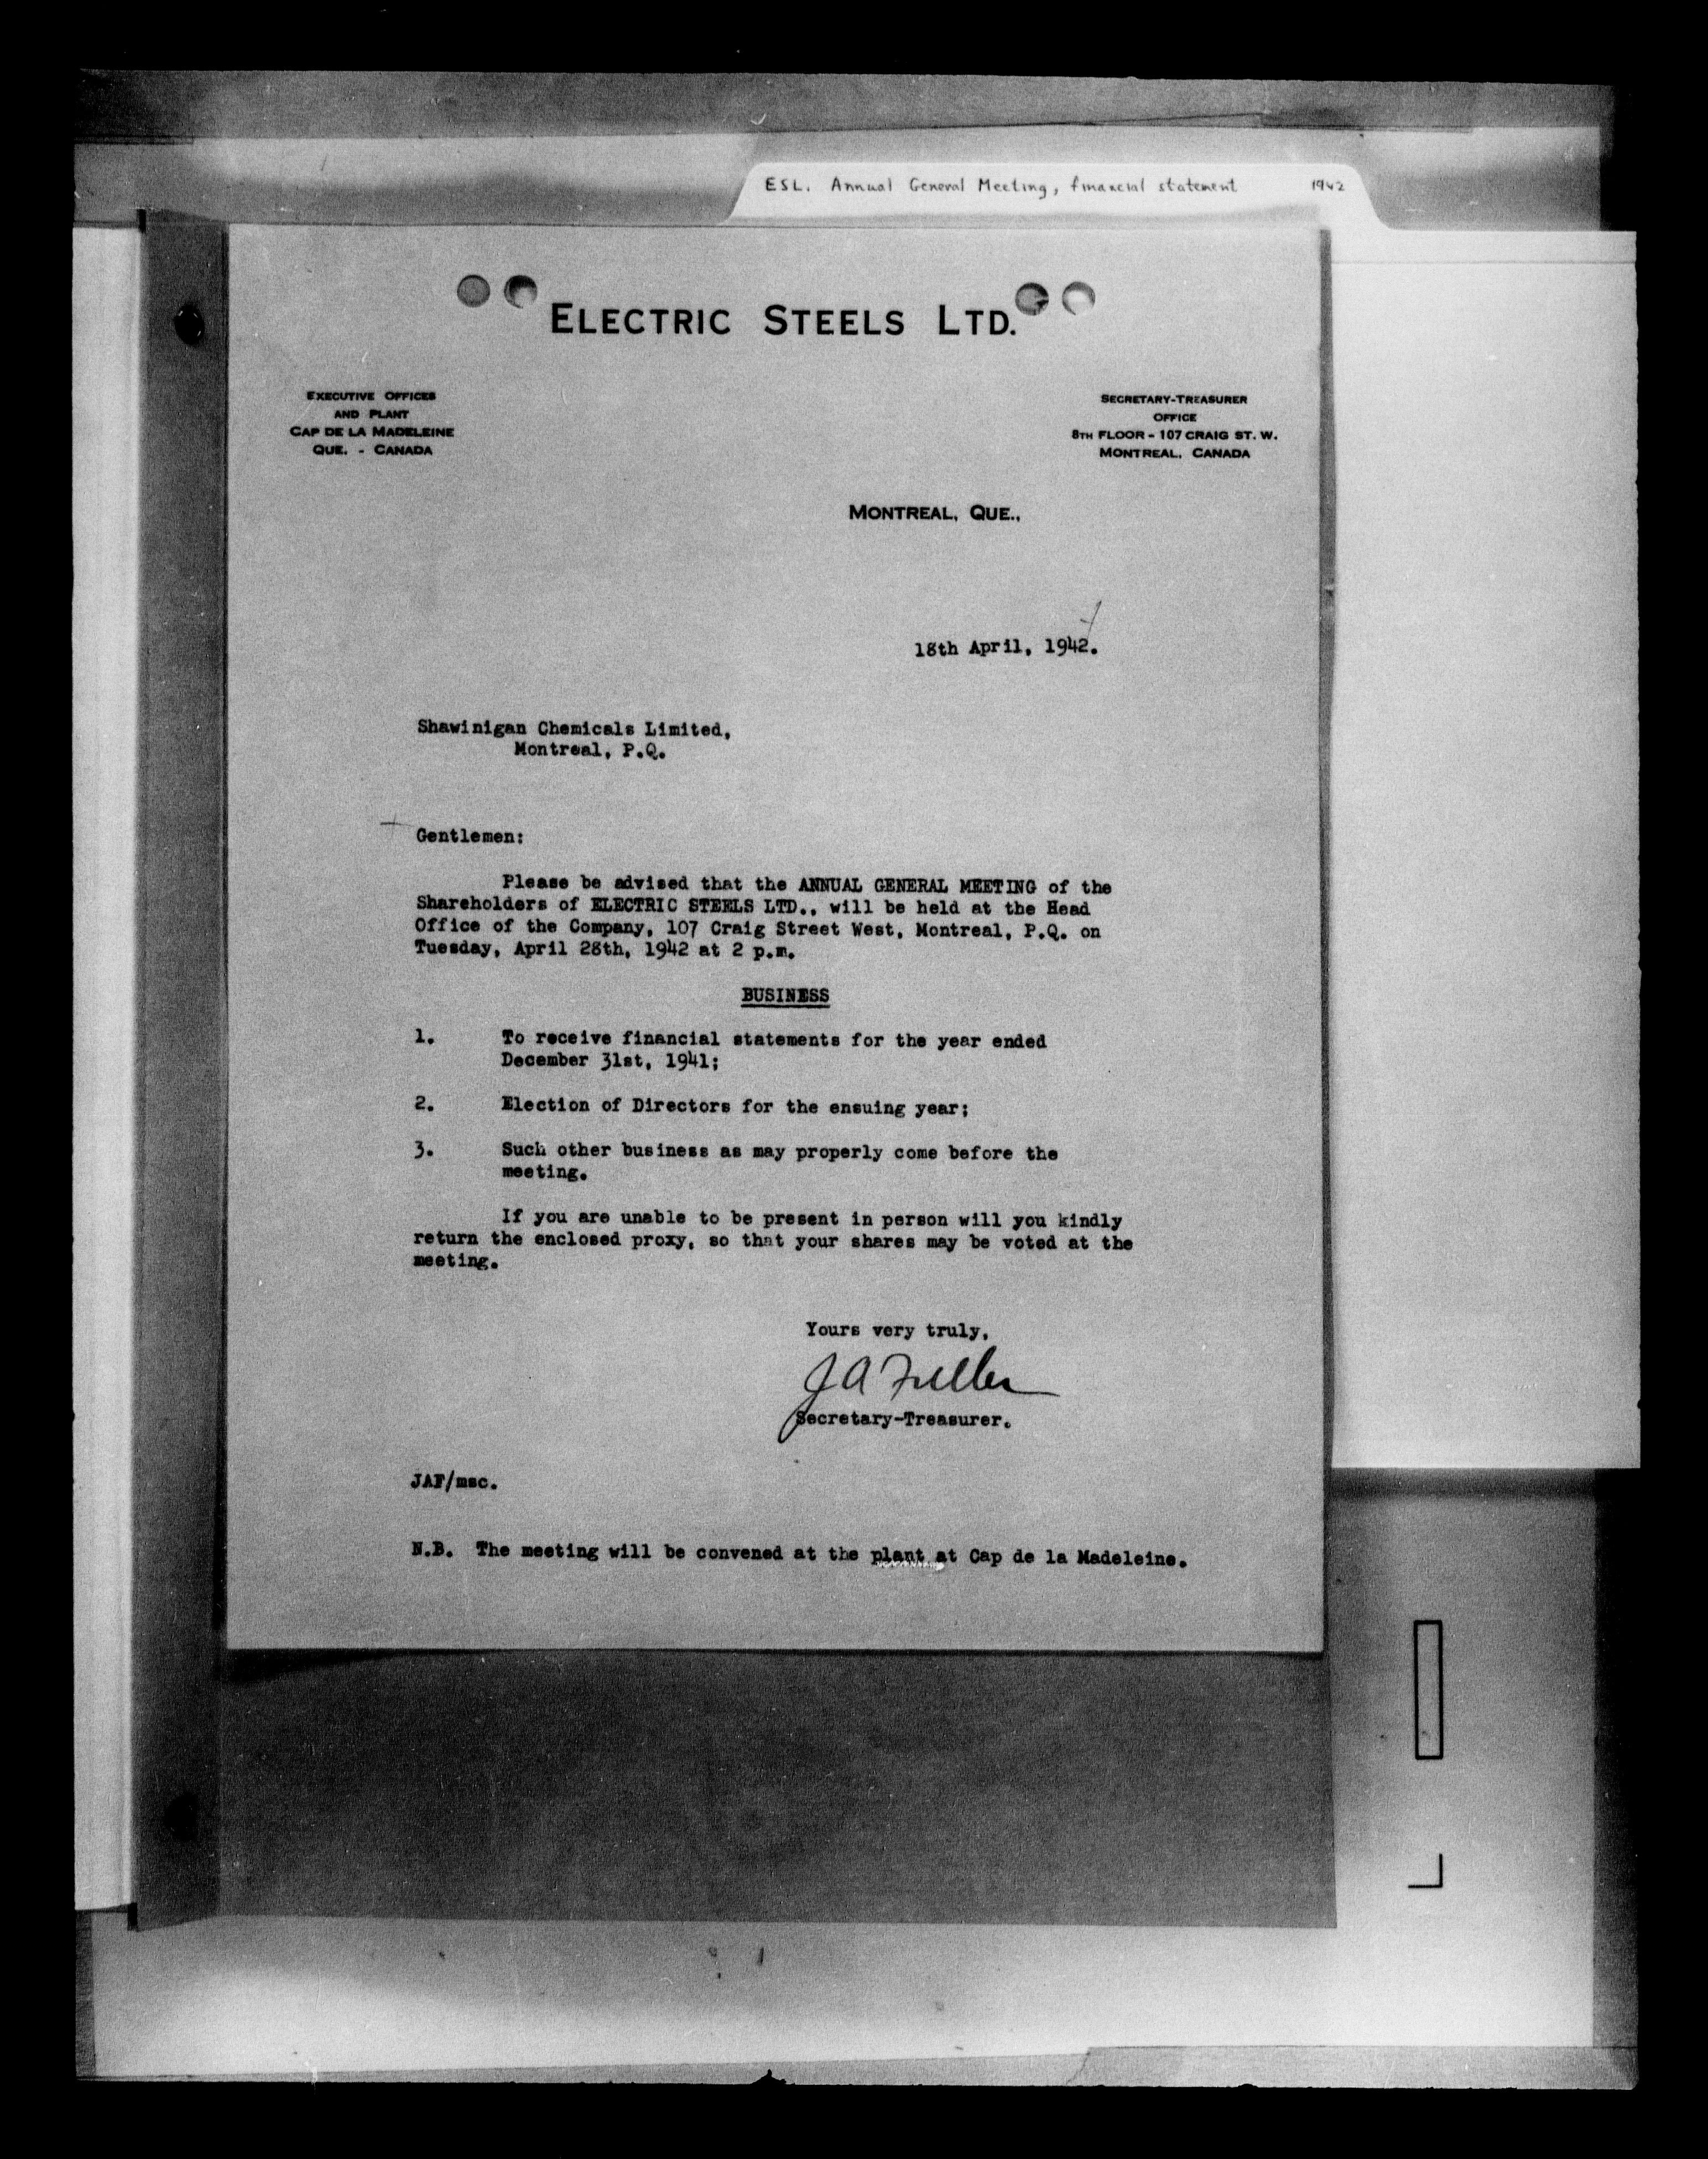 ESL. Annual General Meeting, financial statement 1942
ELECTRIC STEELS LTD.
EXECUTIVE OFFICES
AND PLANT
CAP DE LA MADELEINE
QUE. - CANADA
SECRETARY-TREASURER
OFFICE
8TH FLOOR - 107 CRAIG ST. W.
MONTREAL, CANADA
MONTREAL, QUE.,
18th April, 1942.
Shawinigan Chemicals Limited,
Montreal, P.Q.
Gentlemen:
Please be advised that the ANNUAL GENERAL MEETING of the
Shareholders of ELECTRIC STEELS LTD., will be held at the Head
Office of the Company, 107 Craig Street West, Montreal, P.Q. on
Tuesday, April 28th, 1942 at 2 p.m.
BUSINESS
1. To receive financial statements for the year ended
December 31st, 1941;
2. Election of Directors for the ensuing year;
3. Such other business as may properly come before the
meeting.
If you are unable to be present in person will you kindly
return the enclosed proxy, so that your shares may be voted at the
meeting.
Yours very truly,
J A Fuller
Secretary-Treasurer.
JAF/msc.
N.B. The meeting will be convened at the plant at Cap de la Madeleine.